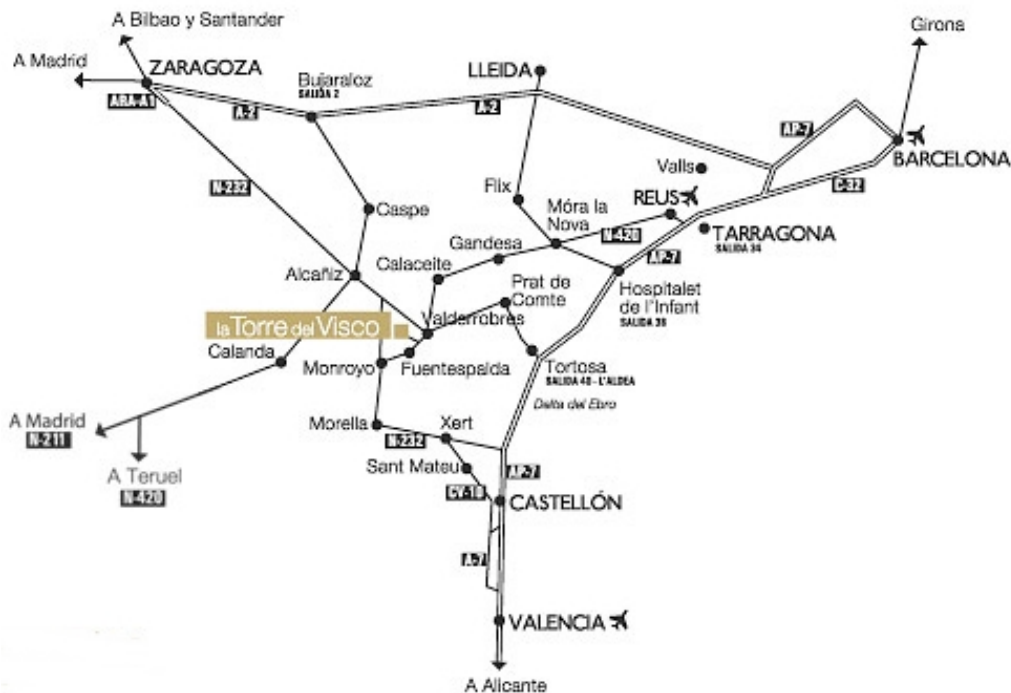 A Bilbao y Santander
Girona
A Madrid
ZARAGOZA
ARA-A1
Bujaraloz
SALIDA 2
LLEIDA
A-2
A-2
AP-7
BARCELONA
C-32
N-232
Valls
REUS
Flix
Caspe
Móra la
Nova
N-420
TARRAGONA
SALIDA 34
Gandesa
AP-7
Alcañiz
Calaceite
Prat de
Comte
Hospitalet
de l'Infant
SALIDA 38
la Torre del Visco
Valderrobres
Calanda
Monroyo
Fuentespalda
Tortosa
SALIDA 40 - L'ALDEA
Delta del Ebro
A Madrid
N-211
Morella
Xert
N-232
A Teruel
N-420
Sant Mateu
AP-7
CV-10
CASTELLÓN
A-7
VALENCIA
A Alicante